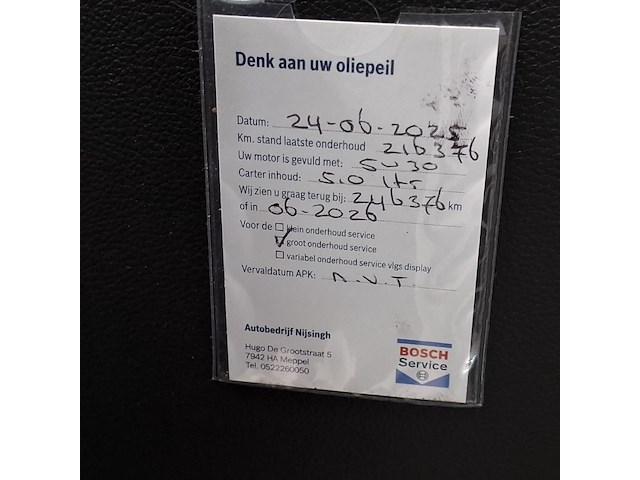 Denk aan uw oliepeil
Datum: 24-06-2025
Km. stand laatste onderhoud 216376
Uw motor is gevuld met: 5W30
Carter inhoud: 5.0 ltr
Wij zien u graag terug bij: 246376 km
of in 06-2026
Voor de klein onderhoud service
groot onderhoud service
variabel onderhoud service vlgs display
Vervaldatum APK: N.V.T.
Autobedrijf Nijsingh
Hugo De Grootstraat 5
7942 HA Meppel
Tel. 0522260050
BOSCH
Service